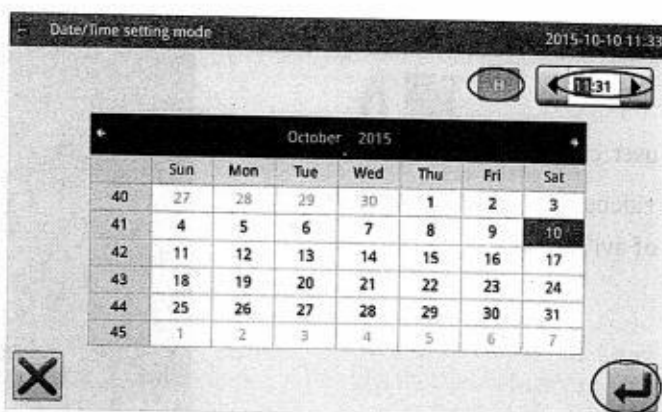 Date/Time setting mode 2015-10-10 11:33
11:31
October 2015
Sun Mon Tue Wed Thu Fri Sat
40 27 28 29 30 1 2 3
41 4 5 6 7 8 9 10
42 11 12 13 14 15 16 17
43 18 19 20 21 22 23 24
44 25 26 27 28 29 30 31
45 1 2 3 4 5 6 7